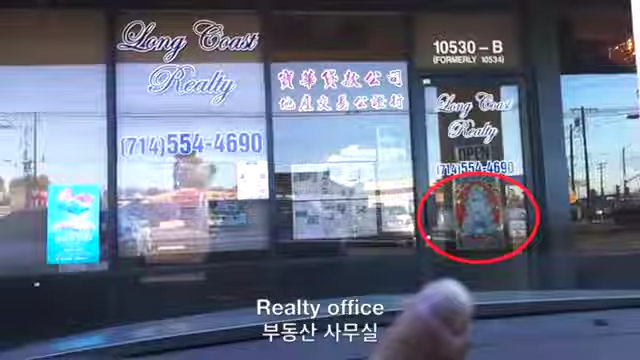 Long Coast
Realty
(714)554-4690
寶華貸款公司
地產交易公證行
10530-B
(FORMERLY 10534)
Long Coast
Realty
OPEN
(714)554-4690
Realty office
부동산 사무실